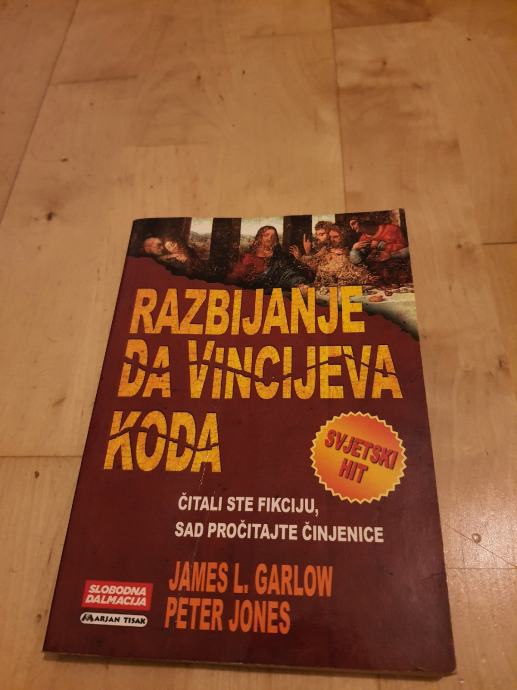 RAZBIJANJE
DA VINCIJEVA
KODA
SVJETSKI
HIT
ČITALI STE FIKCIJU,
SAD PROČITAJTE ČINJENICE
JAMES L. GARLOW
PETER JONES
SLOBODNA
DALMACIJA
MARJAN TISAK